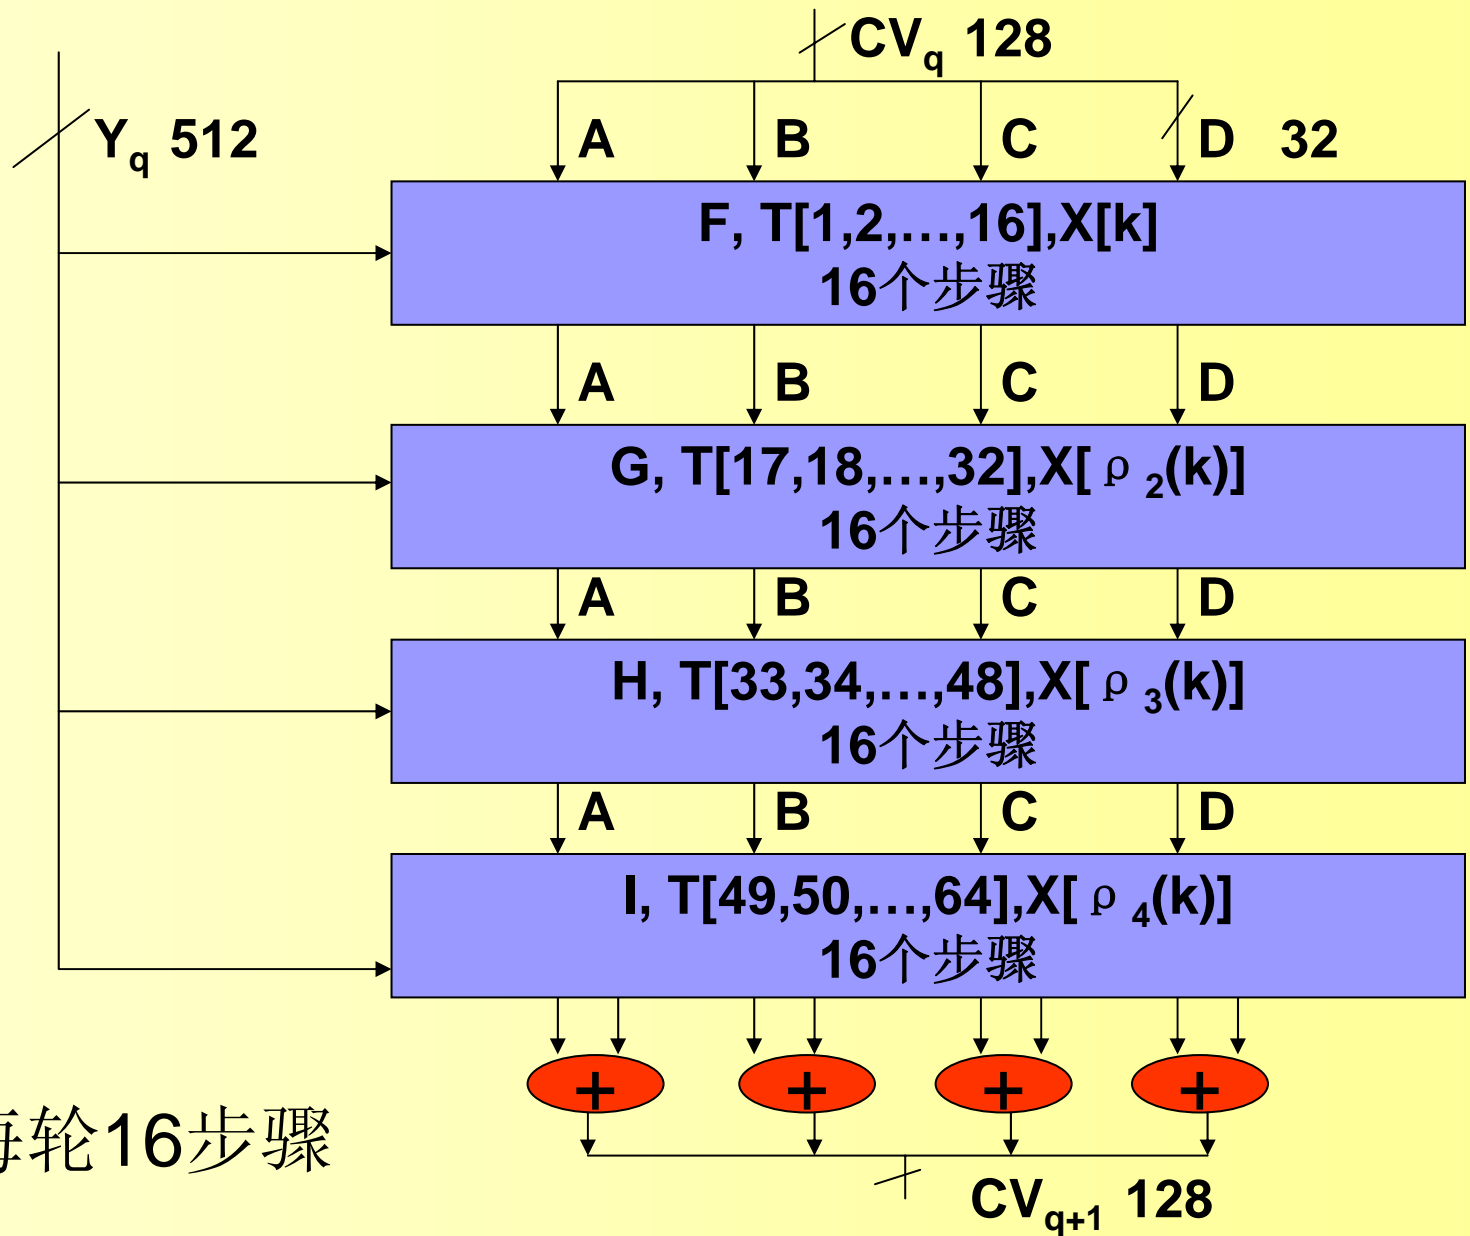 CVq 128
Yq 512
A B C D 32
F, T[1,2,…,16],X[k]
16个步骤
A B C D
G, T[17,18,…,32],X[ρ2(k)]
16个步骤
A B C D
H, T[33,34,…,48],X[ρ3(k)]
16个步骤
A B C D
I, T[49,50,…,64],X[ρ4(k)]
16个步骤
+ + + +
每轮16步骤
CVq+1 128